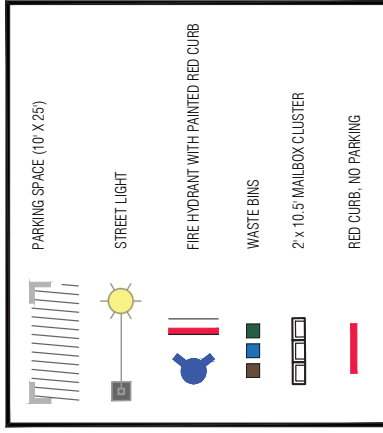 PARKING SPACE (10' X 25')
STREET LIGHT
FIRE HYDRANT WITH PAINTED RED CURB
WASTE BINS
2' x 10.5' MAILBOX CLUSTER
RED CURB, NO PARKING